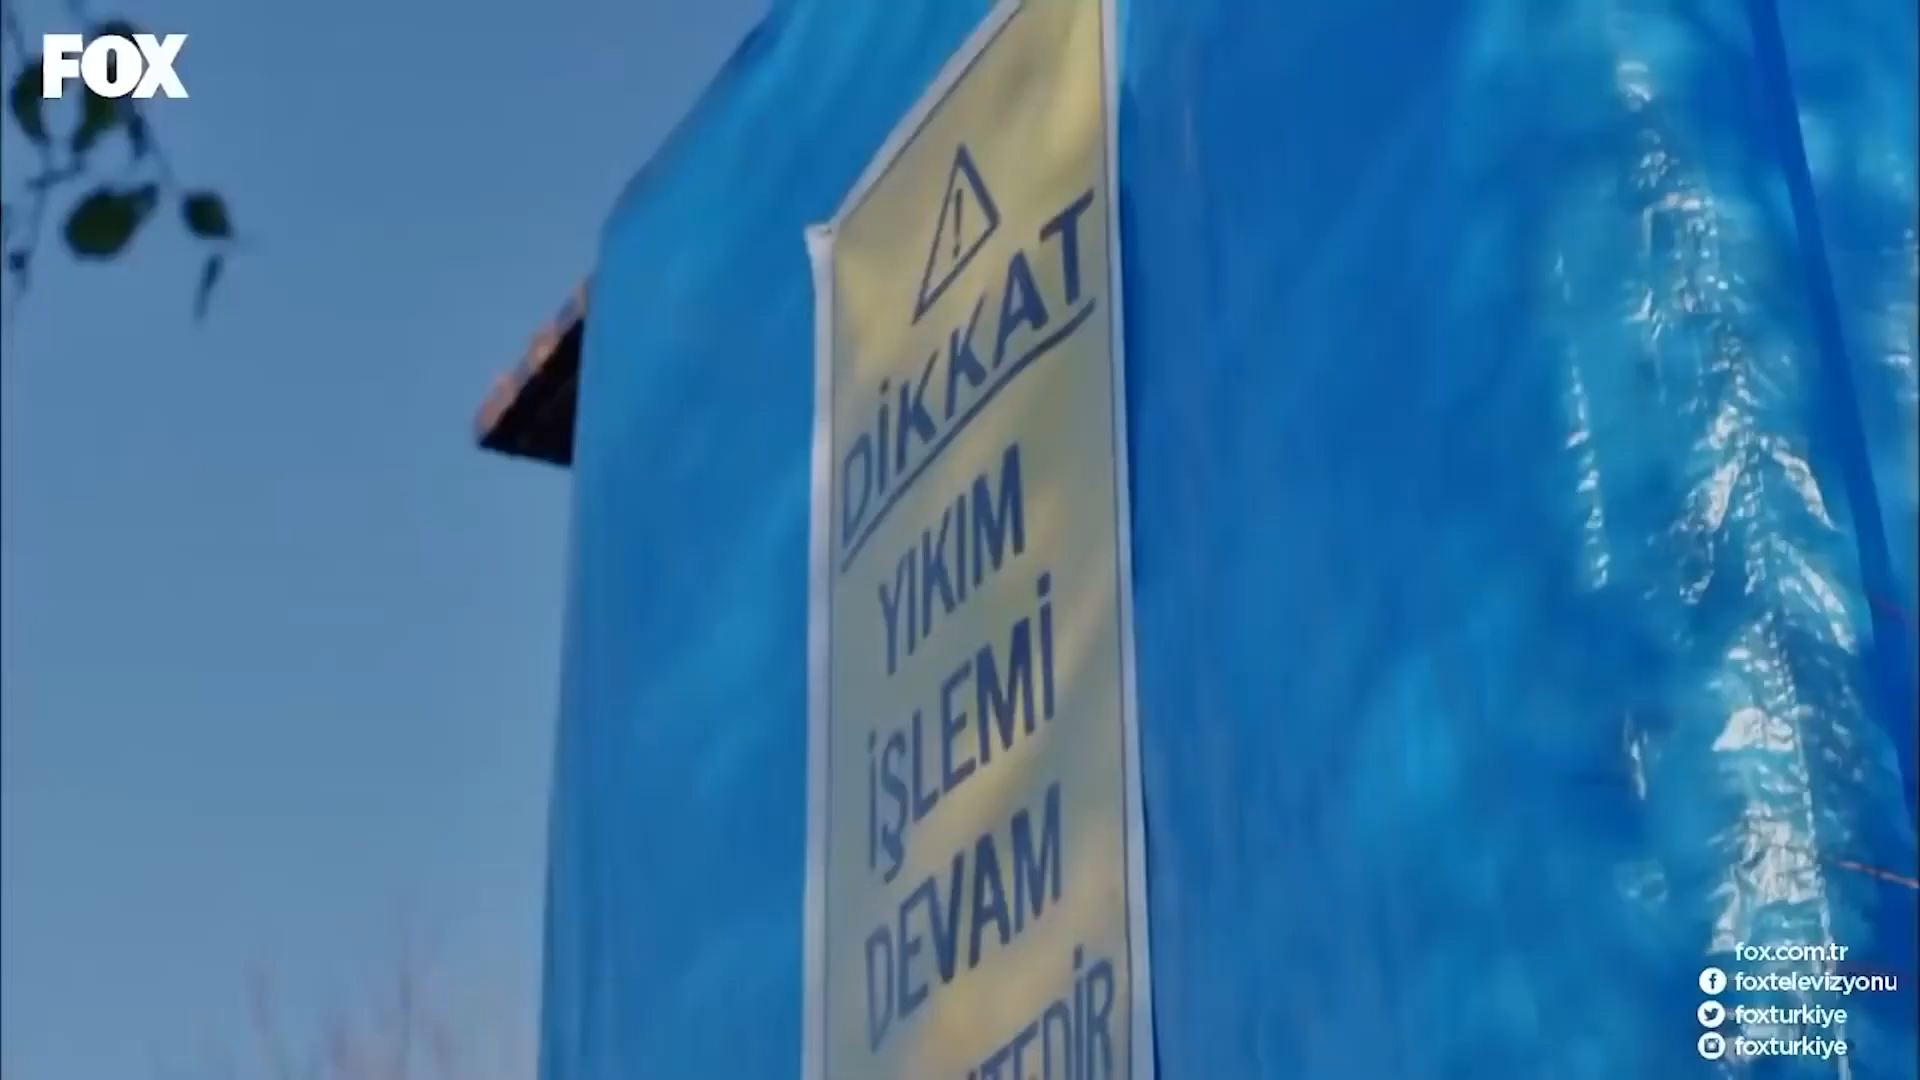 FOX
!
DİKKAT
YIKIM
İŞLEMİ
DEVAM
fox.com.tr
foxtelevizyonu
foxturkiye
foxturkiye